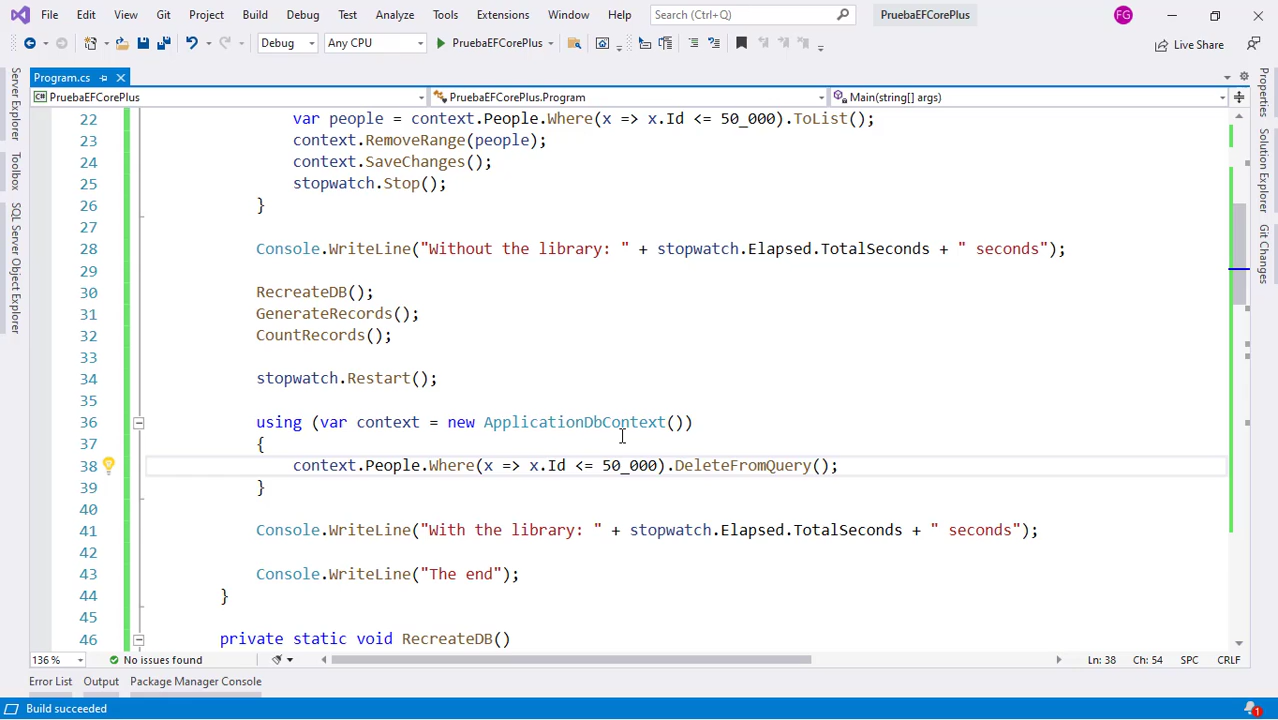 File Edit View Git Project Build Debug Test Analyze Tools Extensions Window Help Search (Ctrl+Q) PruebaEFCorePlus FG
Debug Any CPU PruebaEFCorePlus Live Share
Program.cs
PruebaEFCorePlus PruebaEFCorePlus.Program Main(string[] args)
Server Explorer
Toolbox
SQL Server Object Explorer
22 var people = context.People.Where(x => x.Id <= 50_000).ToList();
23 context.RemoveRange(people);
24 context.SaveChanges();
25 stopwatch.Stop();
26 }
27
28 Console.WriteLine("Without the library: " + stopwatch.Elapsed.TotalSeconds + " seconds");
29
30 RecreateDB();
31 GenerateRecords();
32 CountRecords();
33
34 stopwatch.Restart();
35
36 using (var context = new ApplicationDbContext())
37 {
38 context.People.Where(x => x.Id <= 50_000).DeleteFromQuery();
39 }
40
41 Console.WriteLine("With the library: " + stopwatch.Elapsed.TotalSeconds + " seconds");
42
43 Console.WriteLine("The end");
44 }
45
46 private static void RecreateDB()
Properties
Solution Explorer
Git Changes
136 % No issues found Ln: 38 Ch: 54 SPC CRLF
Error List Output Package Manager Console
Build succeeded 1